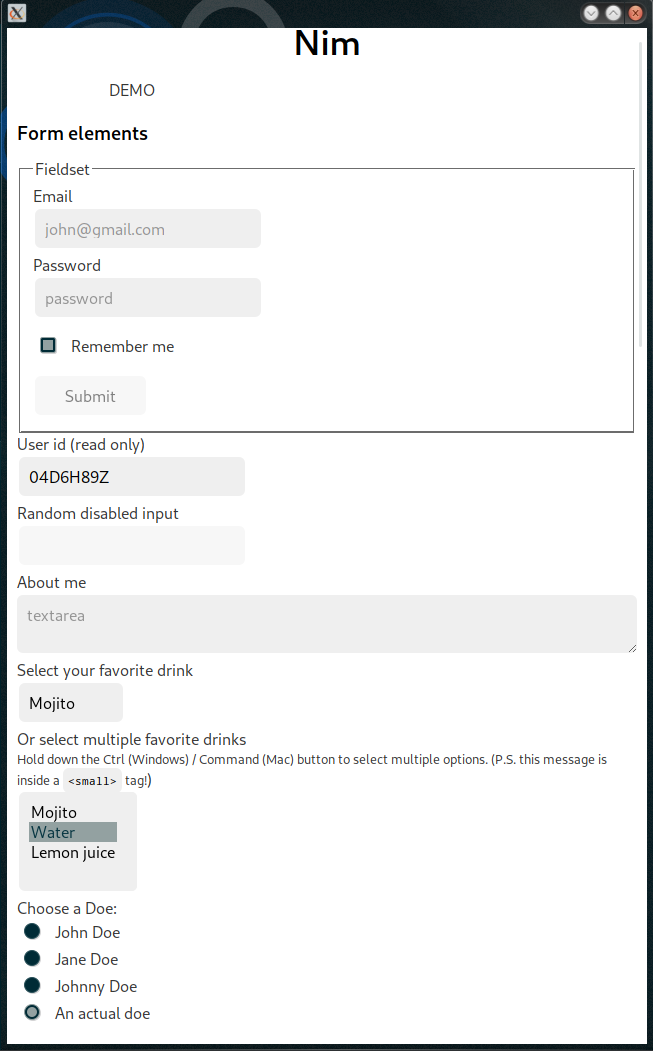 Nim
DEMO
Form elements
Fieldset
Email
john@gmail.com
Password
password
Remember me
Submit
User id (read only)
04D6H89Z
Random disabled input
About me
textarea
Select your favorite drink
Mojito
Or select multiple favorite drinks
Hold down the Ctrl (Windows) / Command (Mac) button to select multiple options. (P.S. this message is
inside a <small> tag!)
Mojito
Water
Lemon juice
Choose a Doe:
John Doe
Jane Doe
Johnny Doe
An actual doe